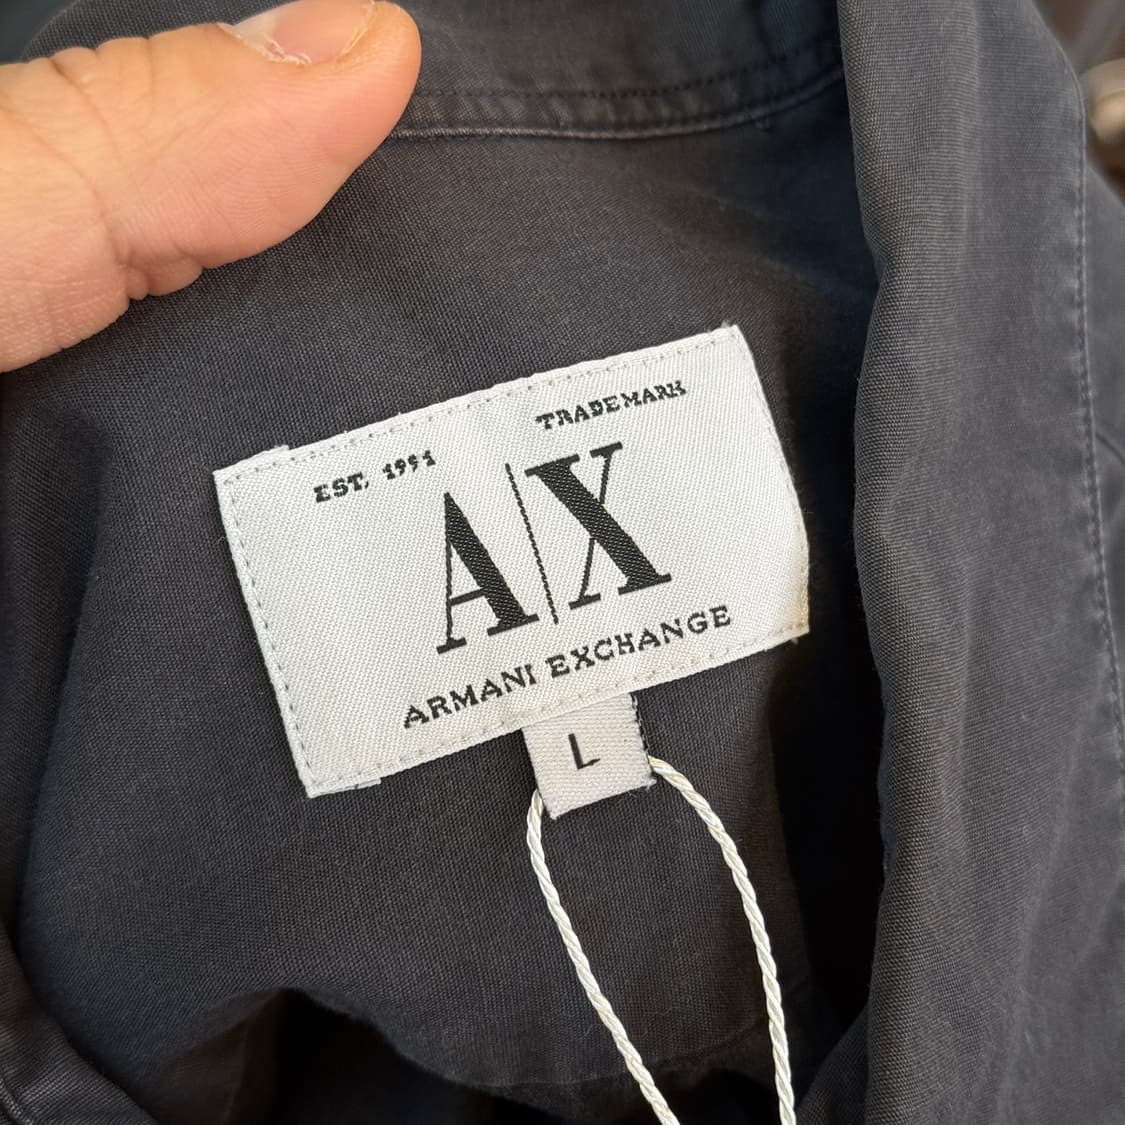 EST. 1991
TRADEMARK
A|X
ARMANI EXCHANGE
L